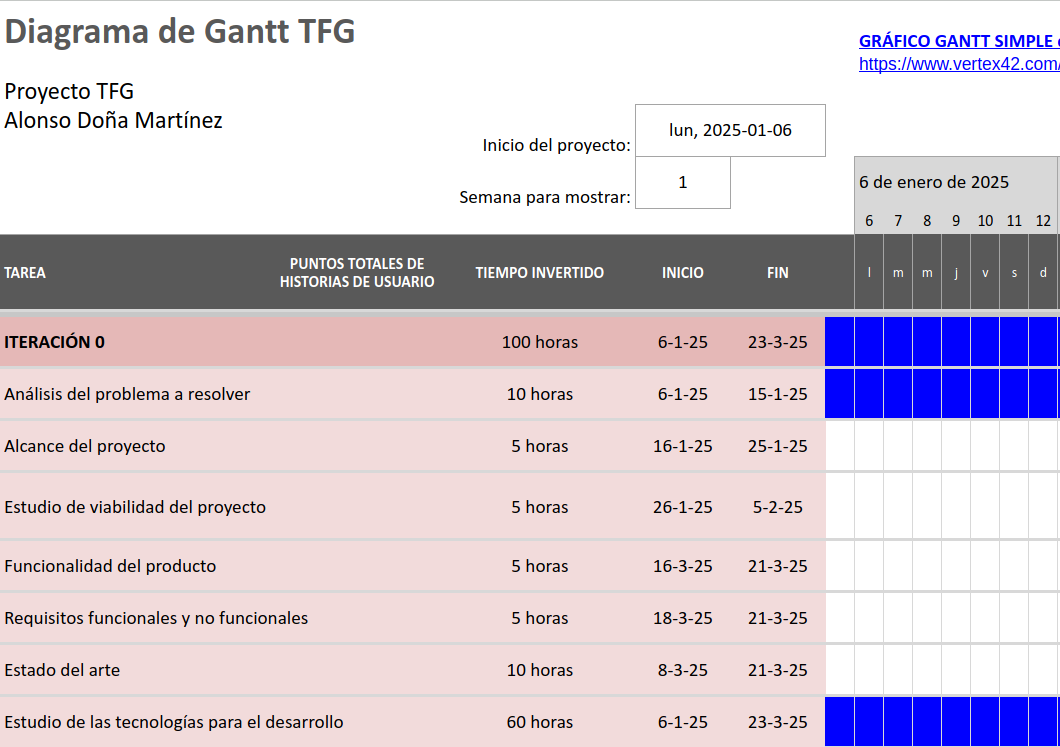 Diagrama de Gantt TFG
GRÁFICO GANTT SIMPLE
https://www.vertex42.com/
Proyecto TFG
Alonso Doña Martínez
Inicio del proyecto: lun, 2025-01-06
Semana para mostrar: 1
6 de enero de 2025
6 7 8 9 10 11 12
TAREA PUNTOS TOTALES DE HISTORIAS DE USUARIO TIEMPO INVERTIDO INICIO FIN l m m j v s d
ITERACIÓN 0 100 horas 6-1-25 23-3-25
Análisis del problema a resolver 10 horas 6-1-25 15-1-25
Alcance del proyecto 5 horas 16-1-25 25-1-25
Estudio de viabilidad del proyecto 5 horas 26-1-25 5-2-25
Funcionalidad del producto 5 horas 16-3-25 21-3-25
Requisitos funcionales y no funcionales 5 horas 18-3-25 21-3-25
Estado del arte 10 horas 8-3-25 21-3-25
Estudio de las tecnologías para el desarrollo 60 horas 6-1-25 23-3-25